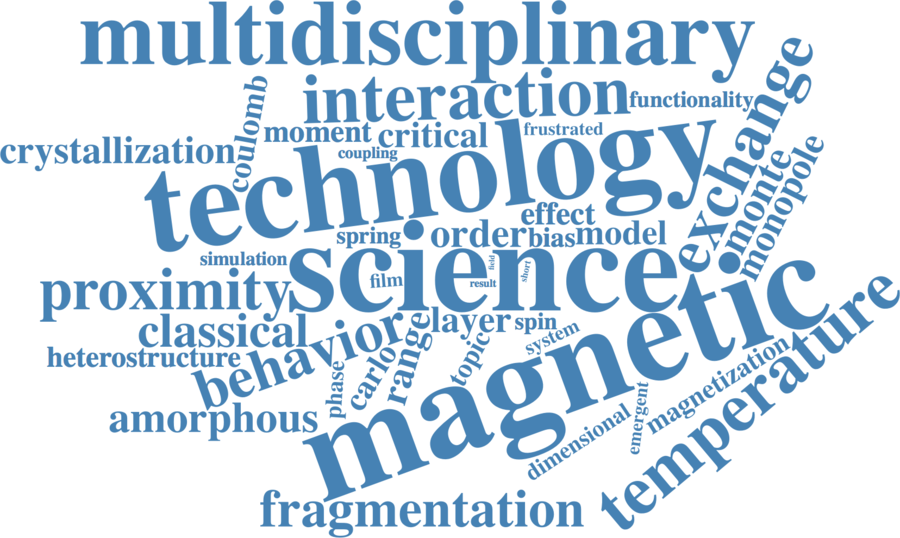 multidisciplinary
interaction
functionality
exchange
coulomb
moment
critical
frustrated
crystallization
coupling
technology
monte
monopole
effect
spring
order
bias
model
simulation
science
field
short
film
result
proximity
magnetic
temperature
classical
behavior
range
layer
spin
system
heterostructure
phase
carlo
topic
magnetization
amorphous
emergent
dimensional
fragmentation